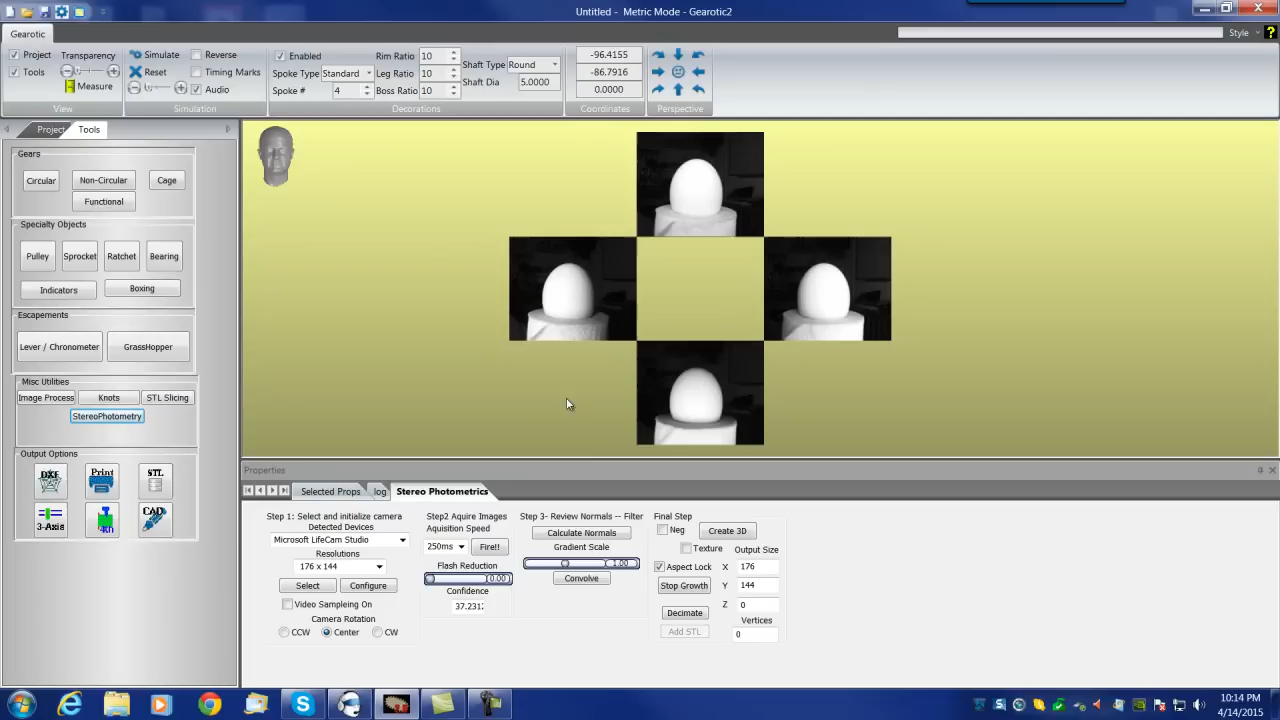 Untitled - Metric Mode - Gearotic2
Gearotic
Style
?
Project
Transparency
Tools
Measure
View
Simulate
Reverse
Reset
Timing Marks
Audio
Simulation
Enabled
Rim Ratio 10
Spoke Type Standard
Leg Ratio 10
Spoke # 4
Boss Ratio 10
Shaft Type Round
Shaft Dia 5.0000
Decorations
-96.4155
-86.7916
0.0000
Coordinates
Perspective
Project
Tools
Gears
Circular
Non-Circular
Cage
Functional
Specialty Objects
Pulley
Sprocket
Ratchet
Bearing
Indicators
Boxing
Escapements
Lever / Chronometer
GrassHopper
Misc Utilities
Image Process
Knots
STL Slicing
StereoPhotometry
Output Options
DXF
Print
STL
3-Axis
4th
CAD
Properties
Selected Props
log
Stereo Photometrics
Step 1: Select and initialize camera
Detected Devices
Microsoft LifeCam Studio
Resolutions
176 x 144
Select
Configure
Video Sampleing On
Camera Rotation
CCW
Center
CW
Step2 Aquire Images
Aquisition Speed
250ms
Fire!!
Flash Reduction
0.00
Confidence
37.231
Step 3- Review Normals -- Filter
Calculate Normals
Gradient Scale
1.00
Convolve
Final Step
Neg
Create 3D
Texture
Output Size
Aspect Lock
X 176
Stop Growth
Y 144
Z 0
Decimate
Vertices
Add STL
0
10:14 PM
4/14/2015